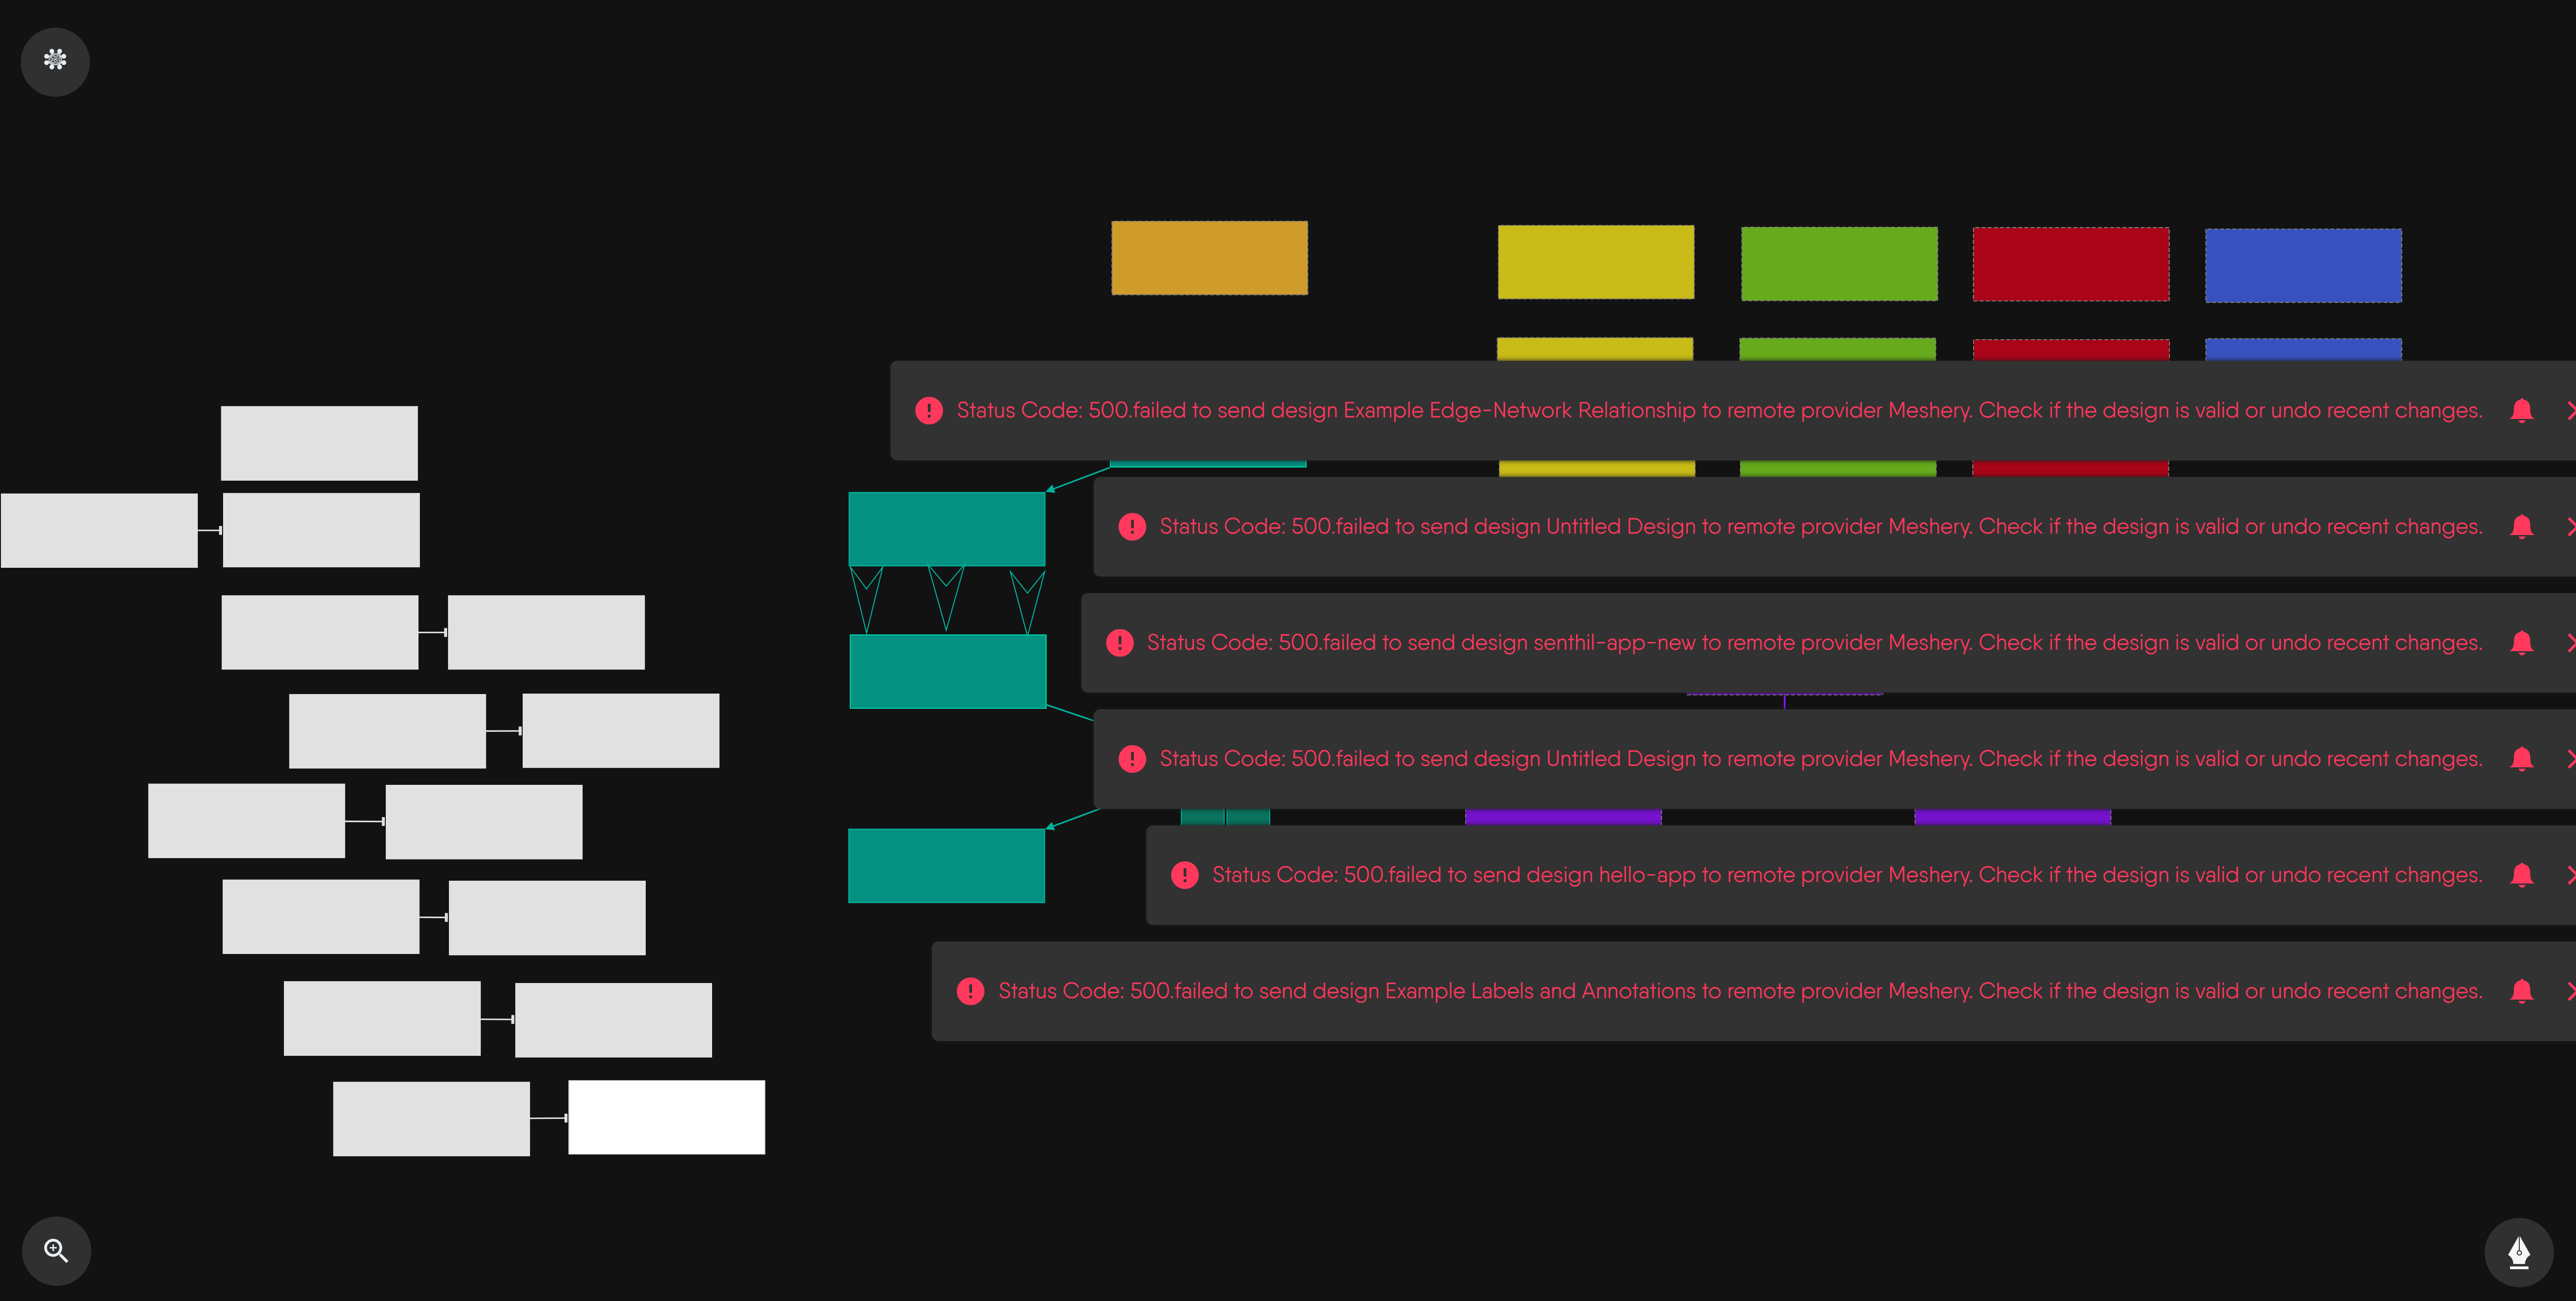 Status Code: 500.failed to send design Example Edge-Network Relationship to remote provider Meshery. Check if the design is valid or undo recent changes.
Status Code: 500.failed to send design Untitled Design to remote provider Meshery. Check if the design is valid or undo recent changes.
Status Code: 500.failed to send design senthil-app-new to remote provider Meshery. Check if the design is valid or undo recent changes.
Status Code: 500.failed to send design Untitled Design to remote provider Meshery. Check if the design is valid or undo recent changes.
Status Code: 500.failed to send design hello-app to remote provider Meshery. Check if the design is valid or undo recent changes.
Status Code: 500.failed to send design Example Labels and Annotations to remote provider Meshery. Check if the design is valid or undo recent changes.